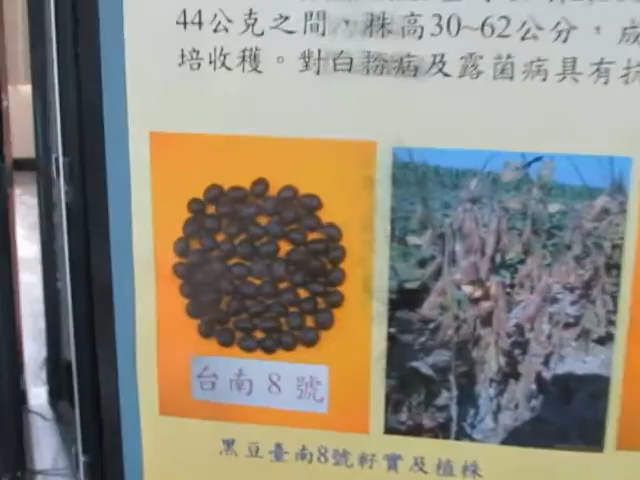 44公克之間，株高30~62公分，成
培收穫。對白粉病及露菌病具有抗
台南8號
黑豆臺南8號籽實及植株